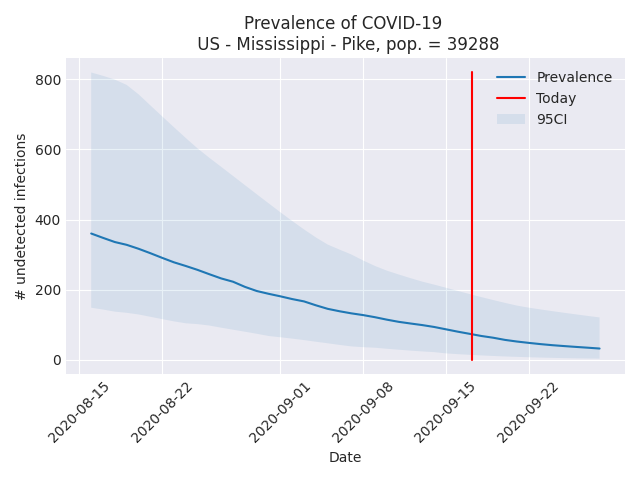 Prevalence of COVID-19
US - Mississippi - Pike, pop. = 39288
Prevalence
Today
95CI
# undetected infections
800
600
400
200
0
2020-08-15
2020-08-22
2020-09-01
2020-09-08
2020-09-15
2020-09-22
Date